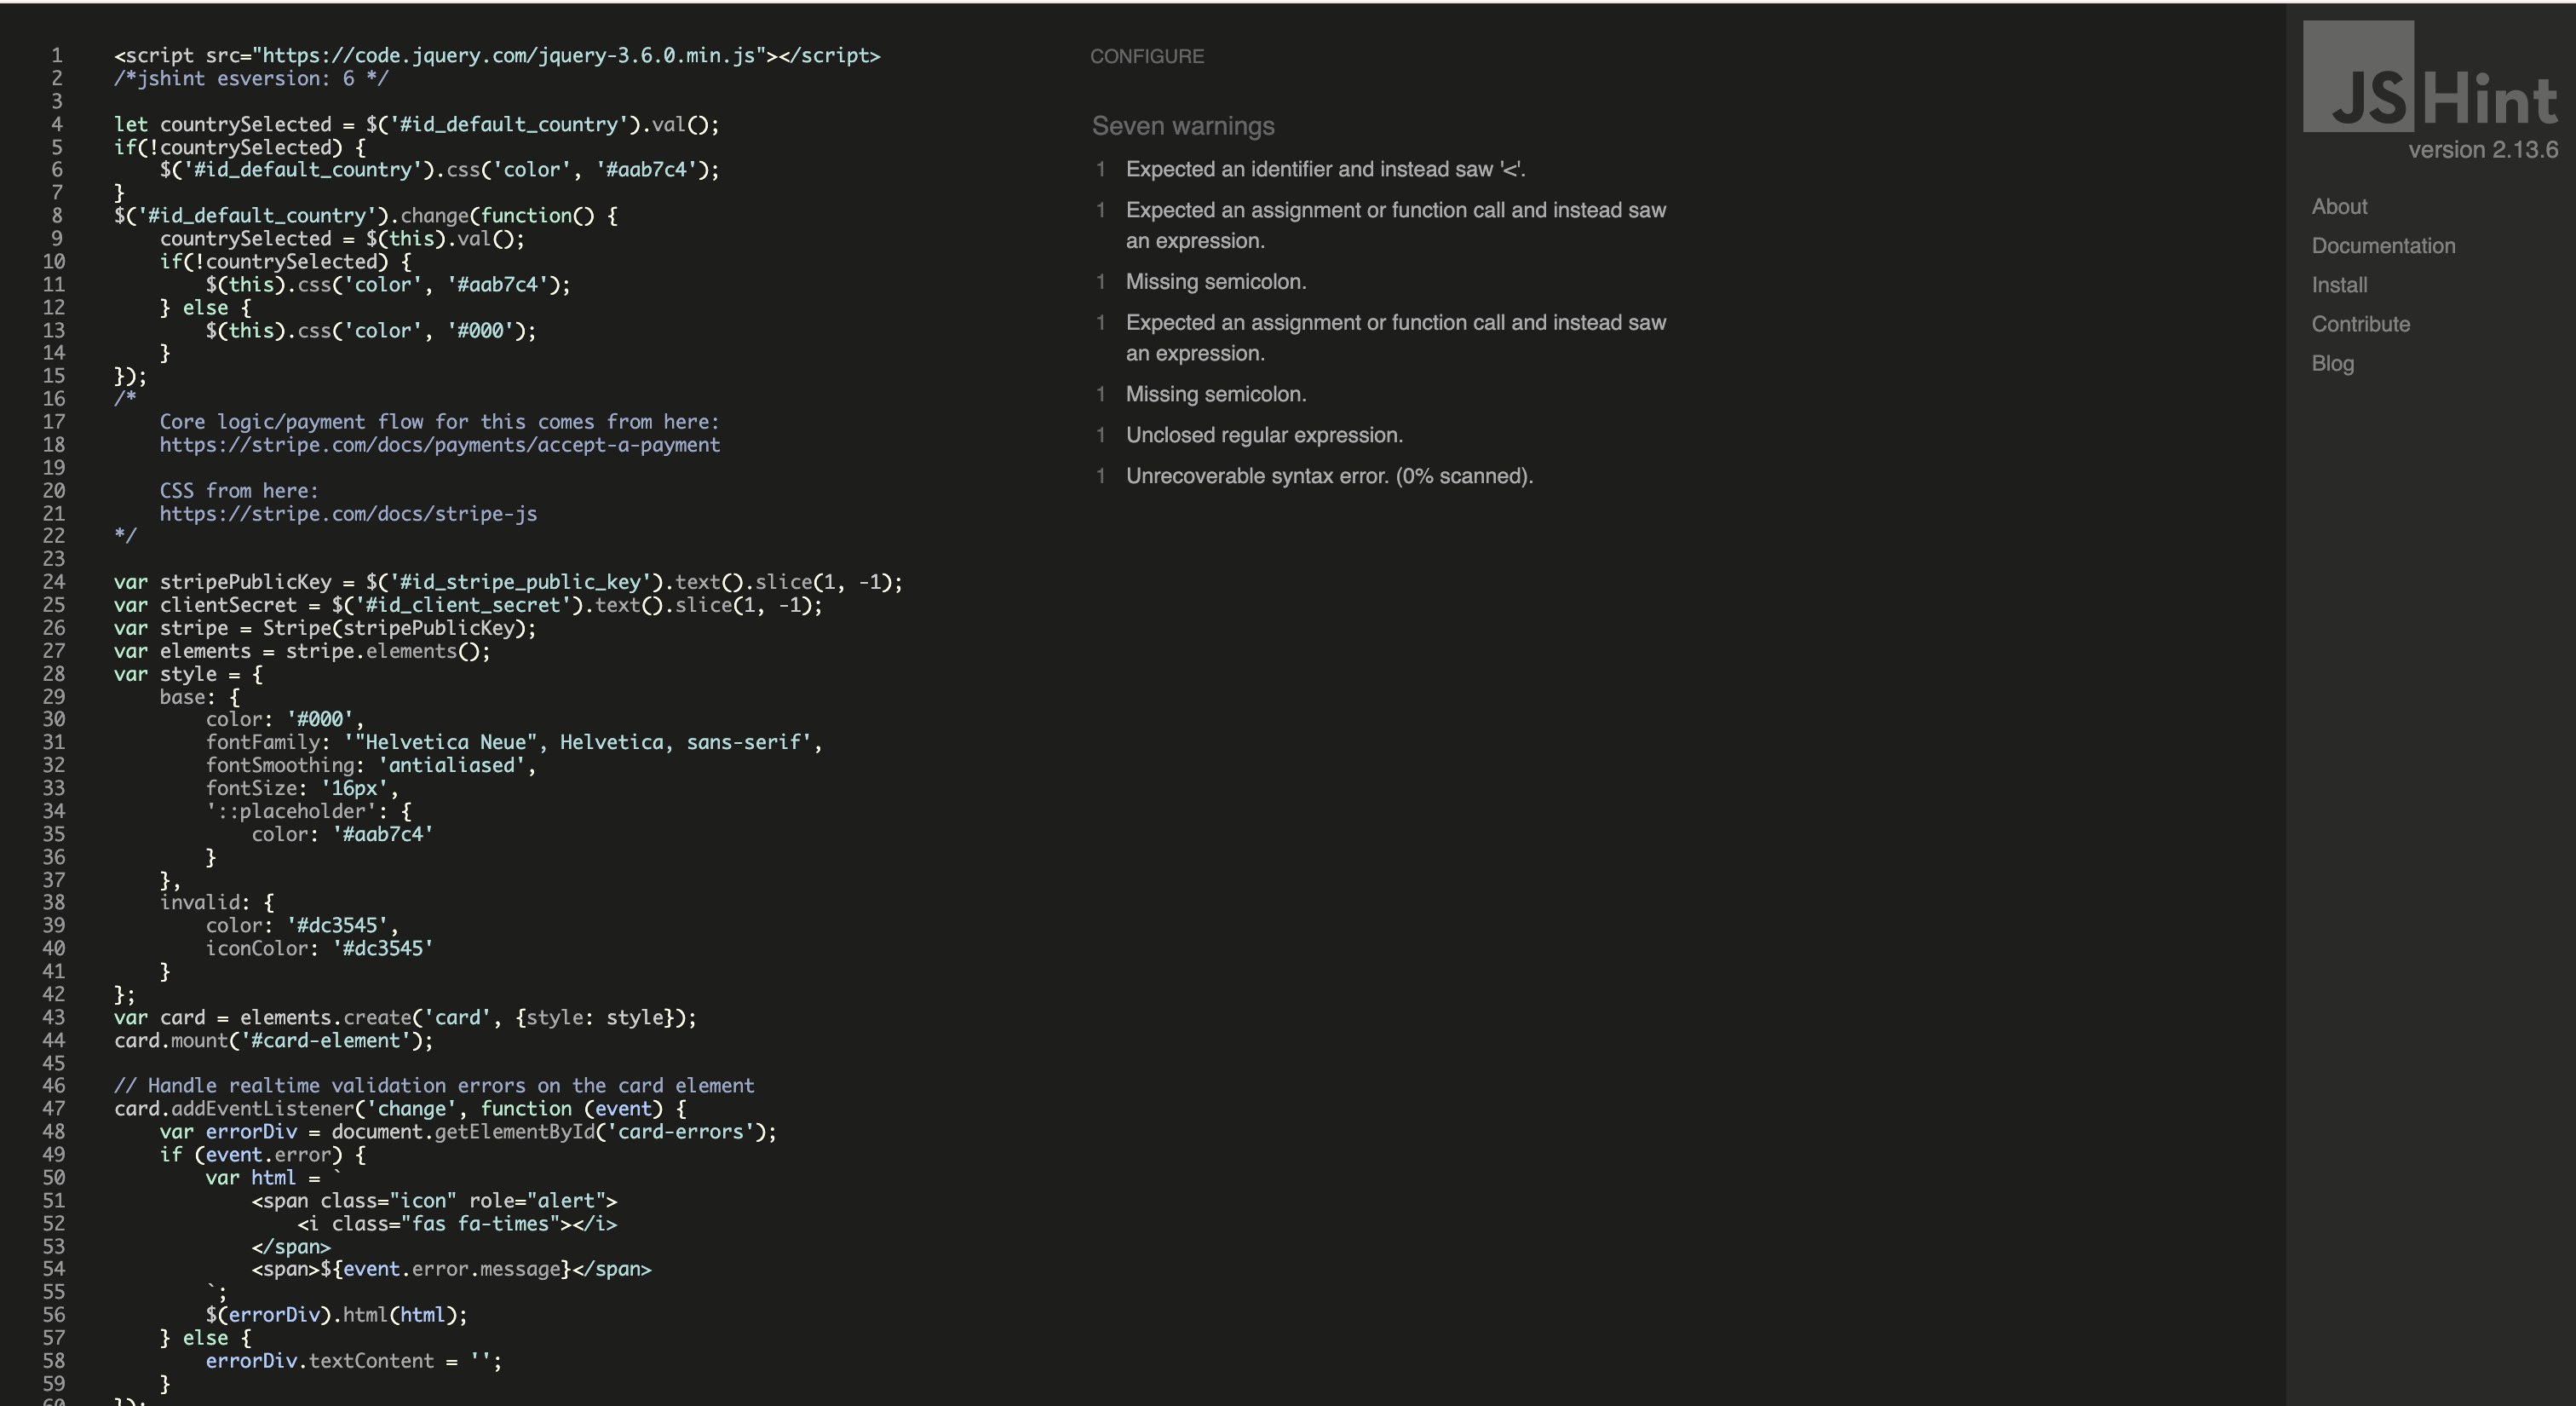 1 <script src="https://code.jquery.com/jquery-3.6.0.min.js"></script>
2 /*jshint esversion: 6 */
3
4 let countrySelected = $('#id_default_country').val();
5 if(!countrySelected) {
6     $('#id_default_country').css('color', '#aab7c4');
7 }
8 $('#id_default_country').change(function() {
9     countrySelected = $(this).val();
10     if(!countrySelected) {
11         $(this).css('color', '#aab7c4');
12     } else {
13         $(this).css('color', '#000');
14     }
15 });
16 /*
17     Core logic/payment flow for this comes from here:
18     https://stripe.com/docs/payments/accept-a-payment
19
20     CSS from here:
21     https://stripe.com/docs/stripe-js
22 */
23
24 var stripePublicKey = $('#id_stripe_public_key').text().slice(1, -1);
25 var clientSecret = $('#id_client_secret').text().slice(1, -1);
26 var stripe = Stripe(stripePublicKey);
27 var elements = stripe.elements();
28 var style = {
29     base: {
30         color: '#000',
31         fontFamily: '"Helvetica Neue", Helvetica, sans-serif',
32         fontSmoothing: 'antialiased',
33         fontSize: '16px',
34         '::placeholder': {
35             color: '#aab7c4'
36         }
37     },
38     invalid: {
39         color: '#dc3545',
40         iconColor: '#dc3545'
41     }
42 };
43 var card = elements.create('card', {style: style});
44 card.mount('#card-element');
45
46 // Handle realtime validation errors on the card element
47 card.addEventListener('change', function (event) {
48     var errorDiv = document.getElementById('card-errors');
49     if (event.error) {
50         var html = `
51             <span class="icon" role="alert">
52                 <i class="fas fa-times"></i>
53             </span>
54             <span>${event.error.message}</span>
55         `;
56         $(errorDiv).html(html);
57     } else {
58         errorDiv.textContent = '';
59     }
60 });
CONFIGURE
Seven warnings
1 Expected an identifier and instead saw '<'.
1 Expected an assignment or function call and instead saw
an expression.
1 Missing semicolon.
1 Expected an assignment or function call and instead saw
an expression.
1 Missing semicolon.
1 Unclosed regular expression.
1 Unrecoverable syntax error. (0% scanned).
JSHint
version 2.13.6
About
Documentation
Install
Contribute
Blog